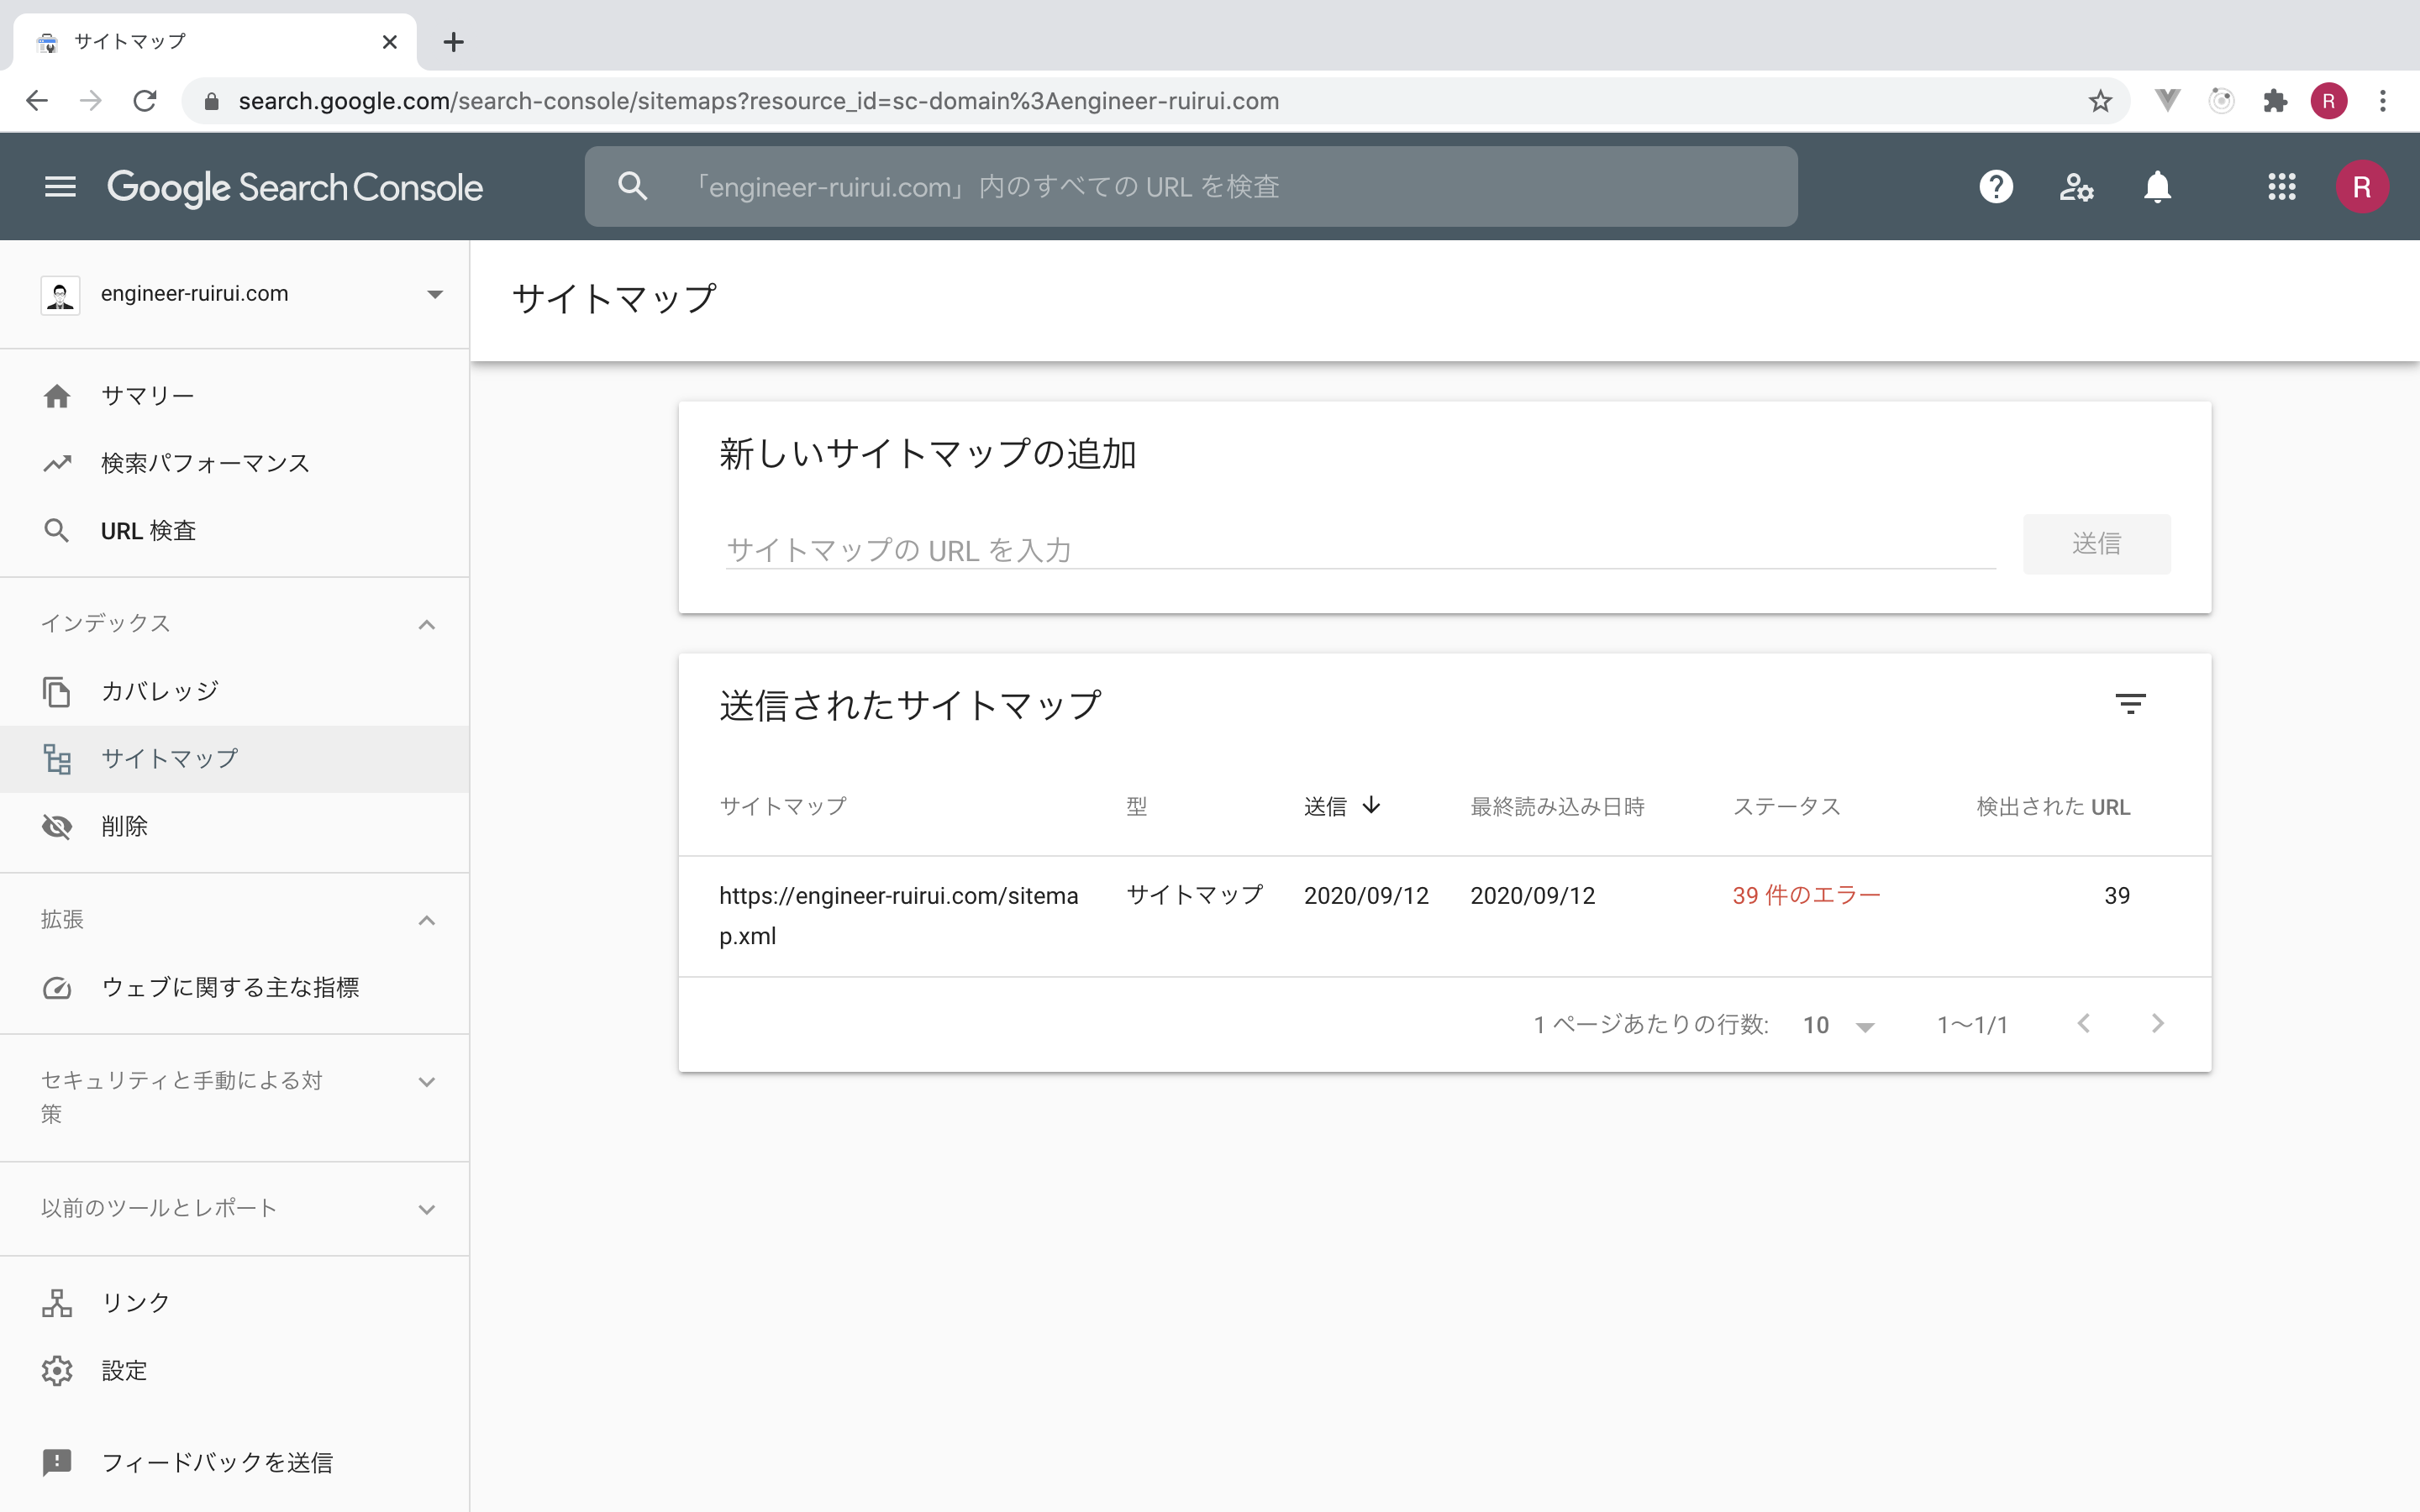 サイトマップ
search.google.com/search-console/sitemaps?resource_id=sc-domain%3Aengineer-ruirui.com
R
Google Search Console
「engineer-ruirui.com」内のすべての URL を検査
R
engineer-ruirui.com
サマリー
検索パフォーマンス
URL 検査
インデックス
カバレッジ
サイトマップ
削除
拡張
ウェブに関する主な指標
セキュリティと手動による対
策
以前のツールとレポート
リンク
設定
フィードバックを送信
サイトマップ
新しいサイトマップの追加
サイトマップの URL を入力
送信
送信されたサイトマップ
サイトマップ 型 送信 最終読み込み日時 ステータス 検出された URL
https://engineer-ruirui.com/sitema サイトマップ 2020/09/12 2020/09/12 39 件のエラー 39
p.xml
1 ページあたりの行数: 10 1〜1/1